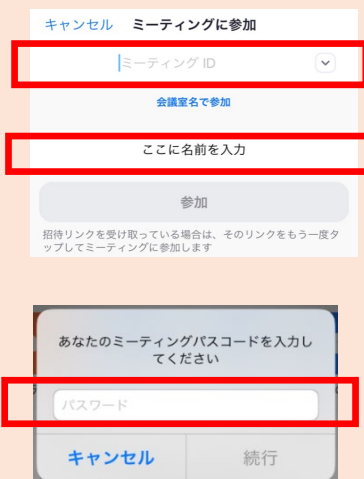 キャンセル ミーティングに参加
ミーティング ID
会議室名で参加
ここに名前を入力
参加
招待リンクを受け取っている場合は、そのリンクをもう一度タ
ップしてミーティングに参加します
あなたのミーティングパスコードを入力し
てください
パスワード
キャンセル 続行